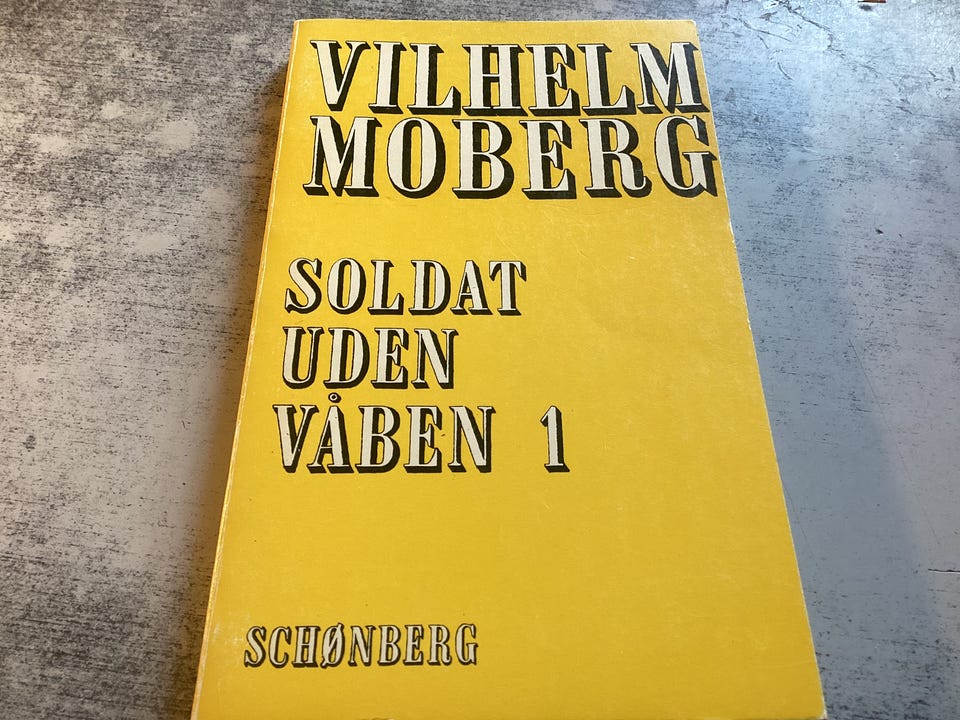 VILHELM
MOBERG
SOLDAT
UDEN
VÅBEN 1
SCHØNBERG